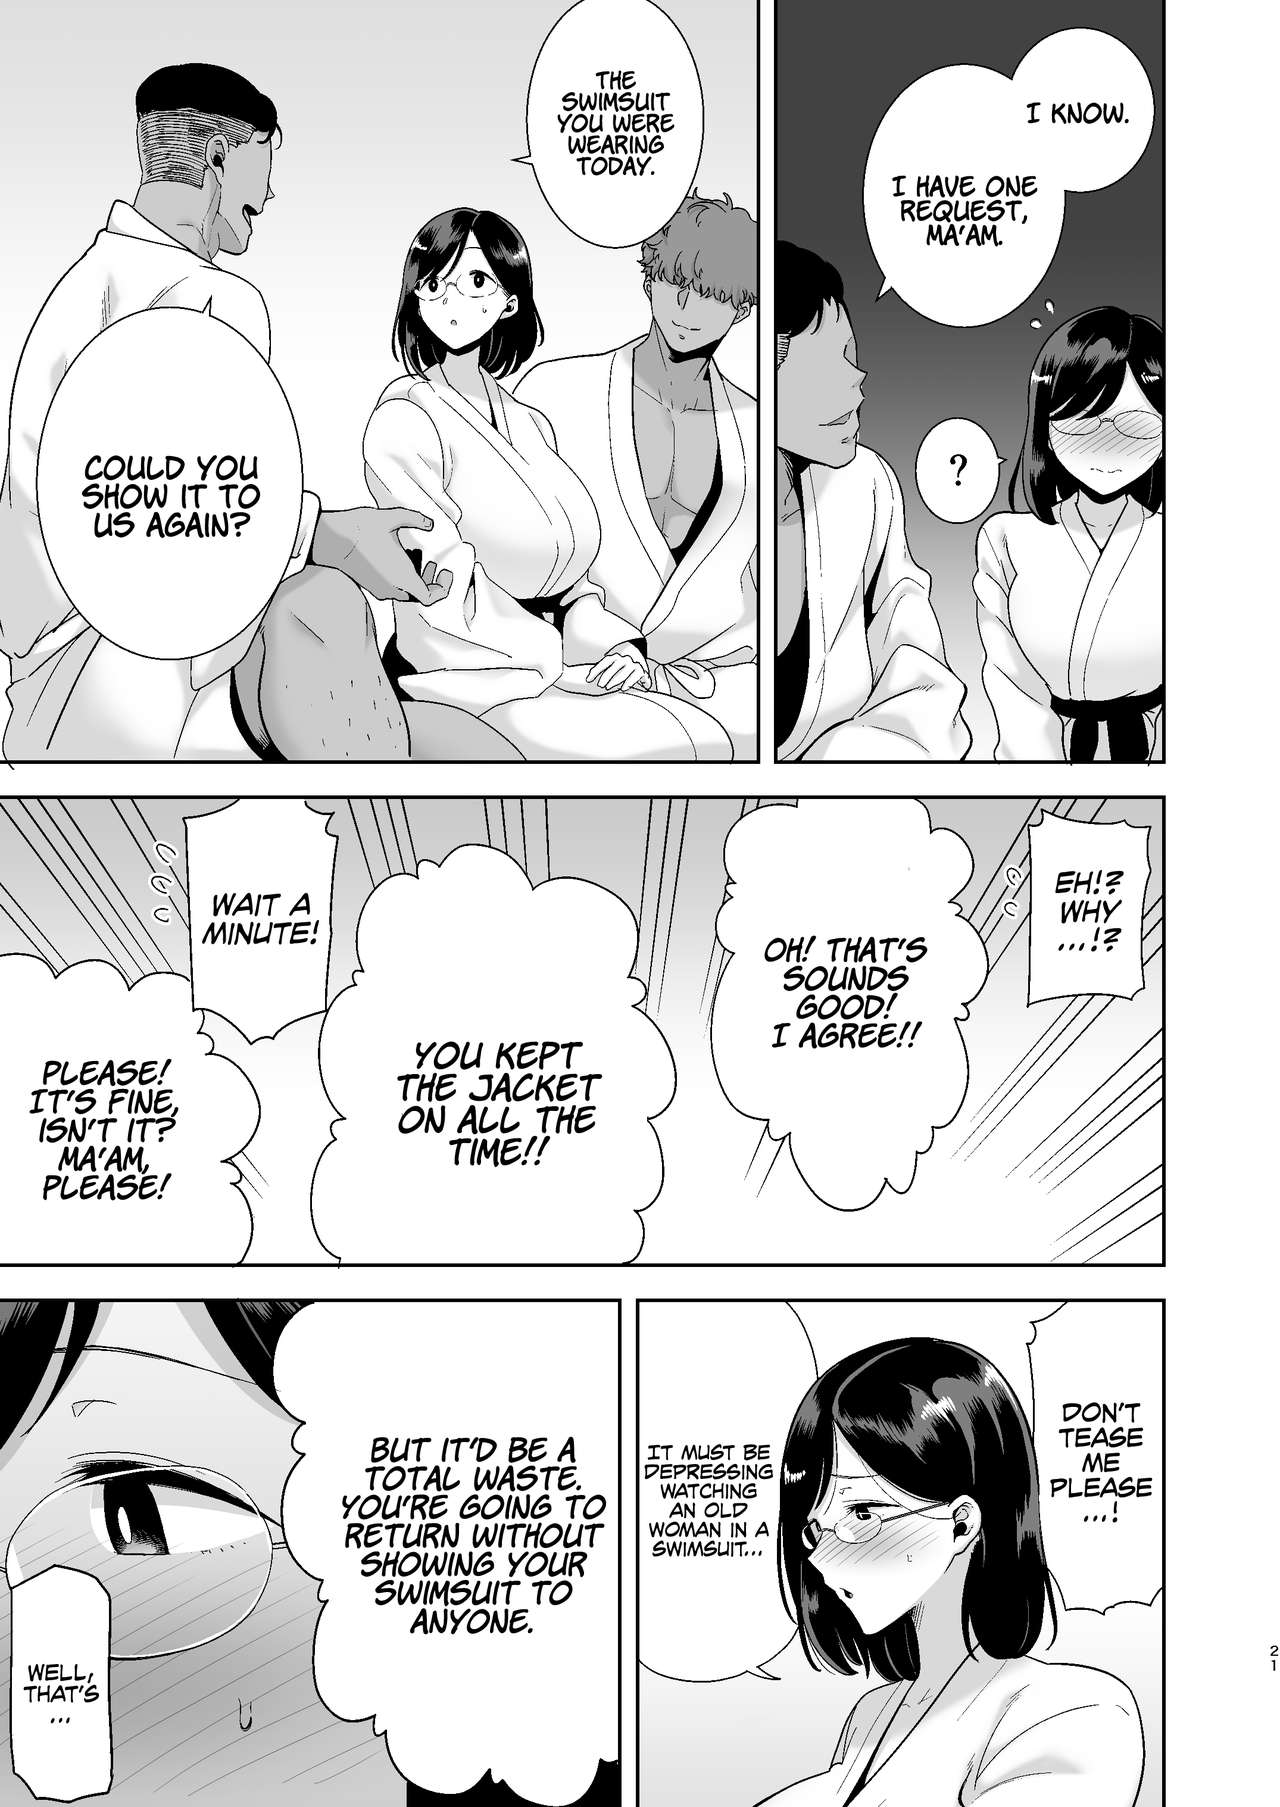 I KNOW.
I HAVE ONE
REQUEST,
MA'AM.
?
THE
SWIMSUIT
YOU WERE
WEARING
TODAY.
COULD YOU
SHOW IT TO
US AGAIN?
EH!?
WHY
...!?
OH! THAT'S
SOUNDS
GOOD!
I AGREE!!
YOU KEPT
THE JACKET
ON ALL THE
TIME!!
WAIT A
MINUTE!
PLEASE!
IT'S FINE,
ISN'T IT?
MA'AM,
PLEASE!
DON'T
TEASE
ME
PLEASE
...!
IT MUST BE
DEPRESSING
WATCHING
AN OLD
WOMAN IN A
SWIMSUIT...
BUT IT'D BE A
TOTAL WASTE.
YOU'RE GOING TO
RETURN WITHOUT
SHOWING YOUR
SWIMSUIT TO
ANYONE.
WELL,
THAT'S
...
21